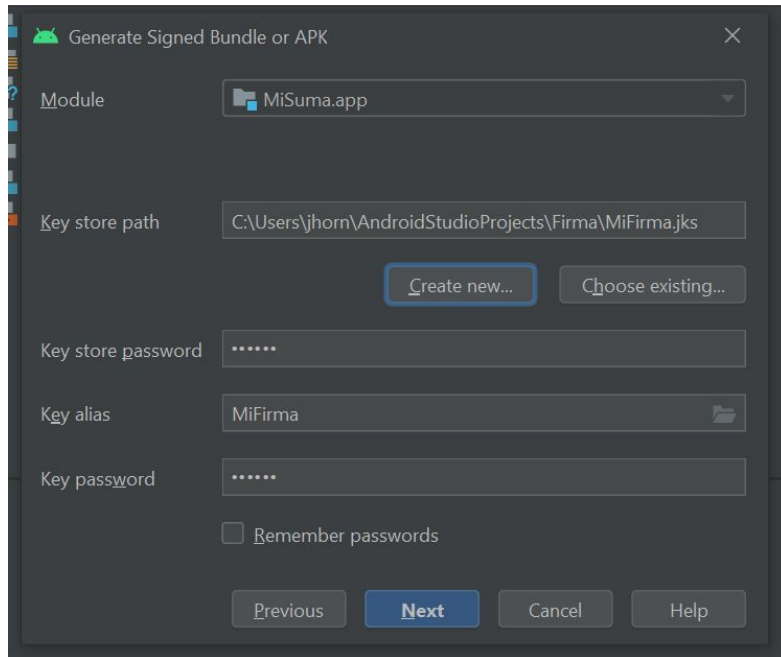 Generate Signed Bundle or APK
Module
MiSuma.app
Key store path
C:\Users\jhorn\AndroidStudioProjects\Firma\MiFirma.jks
Create new...
Choose existing...
Key store password
••••••
Key alias
MiFirma
Key password
••••••
Remember passwords
Previous
Next
Cancel
Help